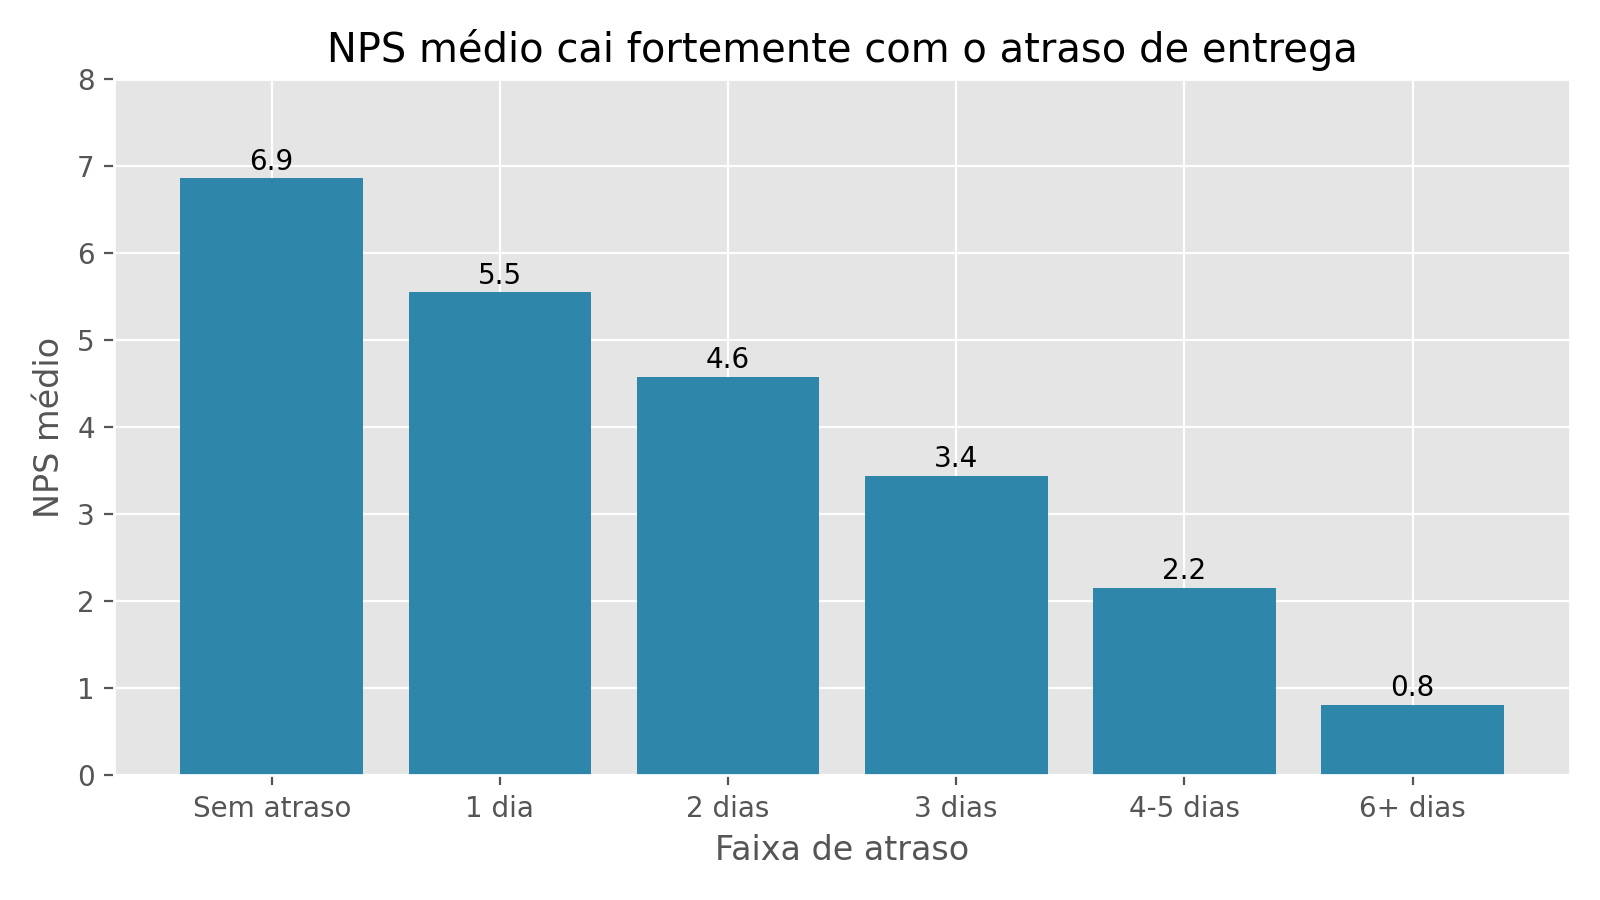 NPS médio cai fortemente com o atraso de entrega
8
7
6
5
4
3
2
1
0
NPS médio
6.9
5.5
4.6
3.4
2.2
0.8
Sem atraso
1 dia
2 dias
3 dias
4-5 dias
6+ dias
Faixa de atraso